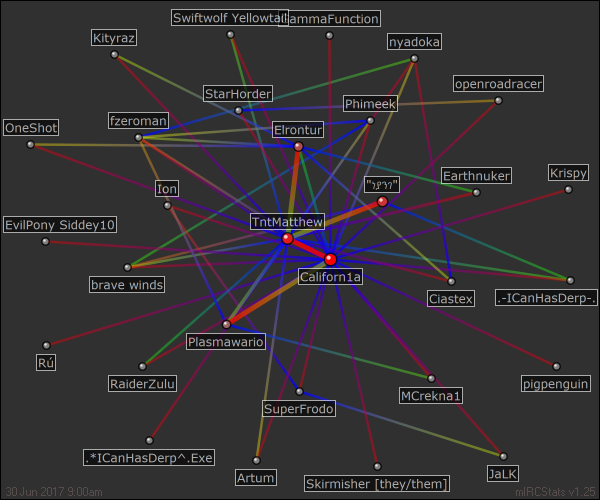 Swiftwolf Yellowtail
GammaFunction
Kityraz
nyadoka
openroadracer
StarHorder
Phimeek
OneShot
fzeroman
Elrontur
Earthnuker
Krispy
Ion
EvilPony Siddey10
TntMatthew
Californ1a
brave winds
Ciastex
.-ICanHasDerp-.
Plasmawario
Rú
RaiderZulu
MCrekna1
pigpenguin
SuperFrodo
.*ICanHasDerp^.Exe
Artum
Skirmisher [they/them]
JaLK
30 Jun 2017 9:00am
mIRCStats v1.25